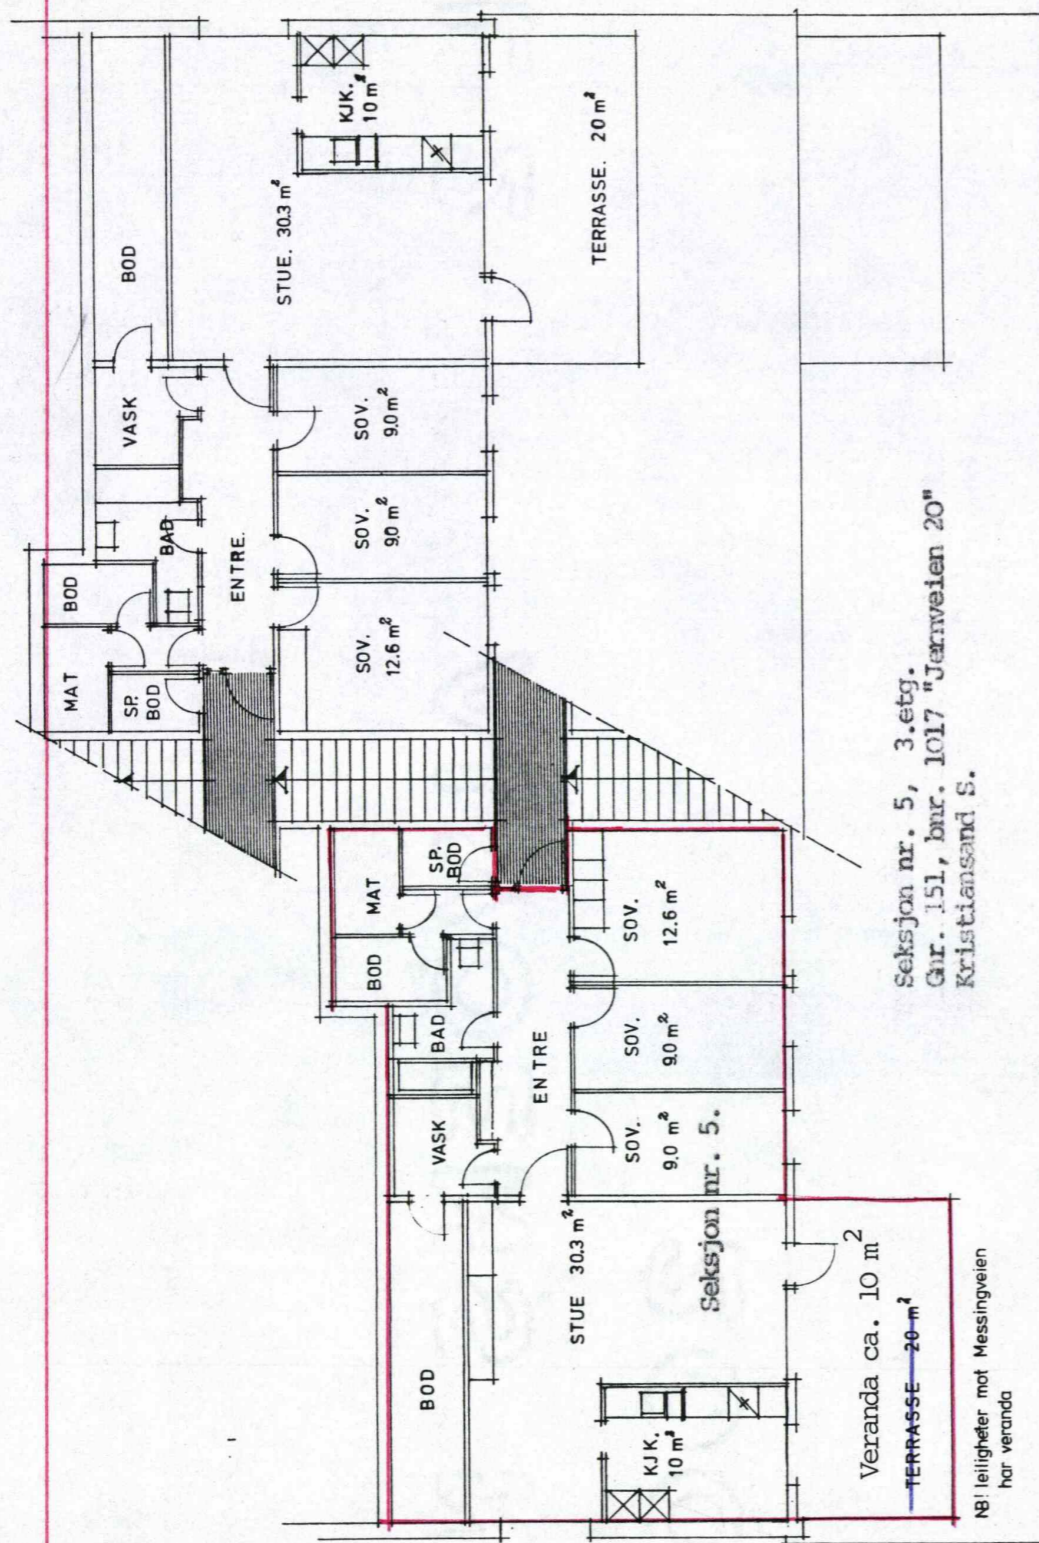 BOD
VASK
BAD
BOD
MAT
SP.
BOD
ENTRE.
STUE. 30.3 m²
KJK.
10 m²
SOV.
9,0 m²
SOV.
9,0 m²
SOV.
12.6 m²
TERRASSE. 20 m²
BOD
VASK
BAD
BOD
MAT
SP.
BOD
ENTRE
STUE 30.3 m²
KJK.
10 m²
SOV.
9,0 m²
SOV.
9,0 m²
SOV.
12.6 m²
Seksjon nr. 5.
Veranda ca. 10 m²
TERRASSE 20 m²
NB! leiligheter mot Messingveien
har veranda
Seksjon nr. 5, 3.etg.
Gnr. 151, bnr. 1017 "Jernveien 20"
Kristiansand S.